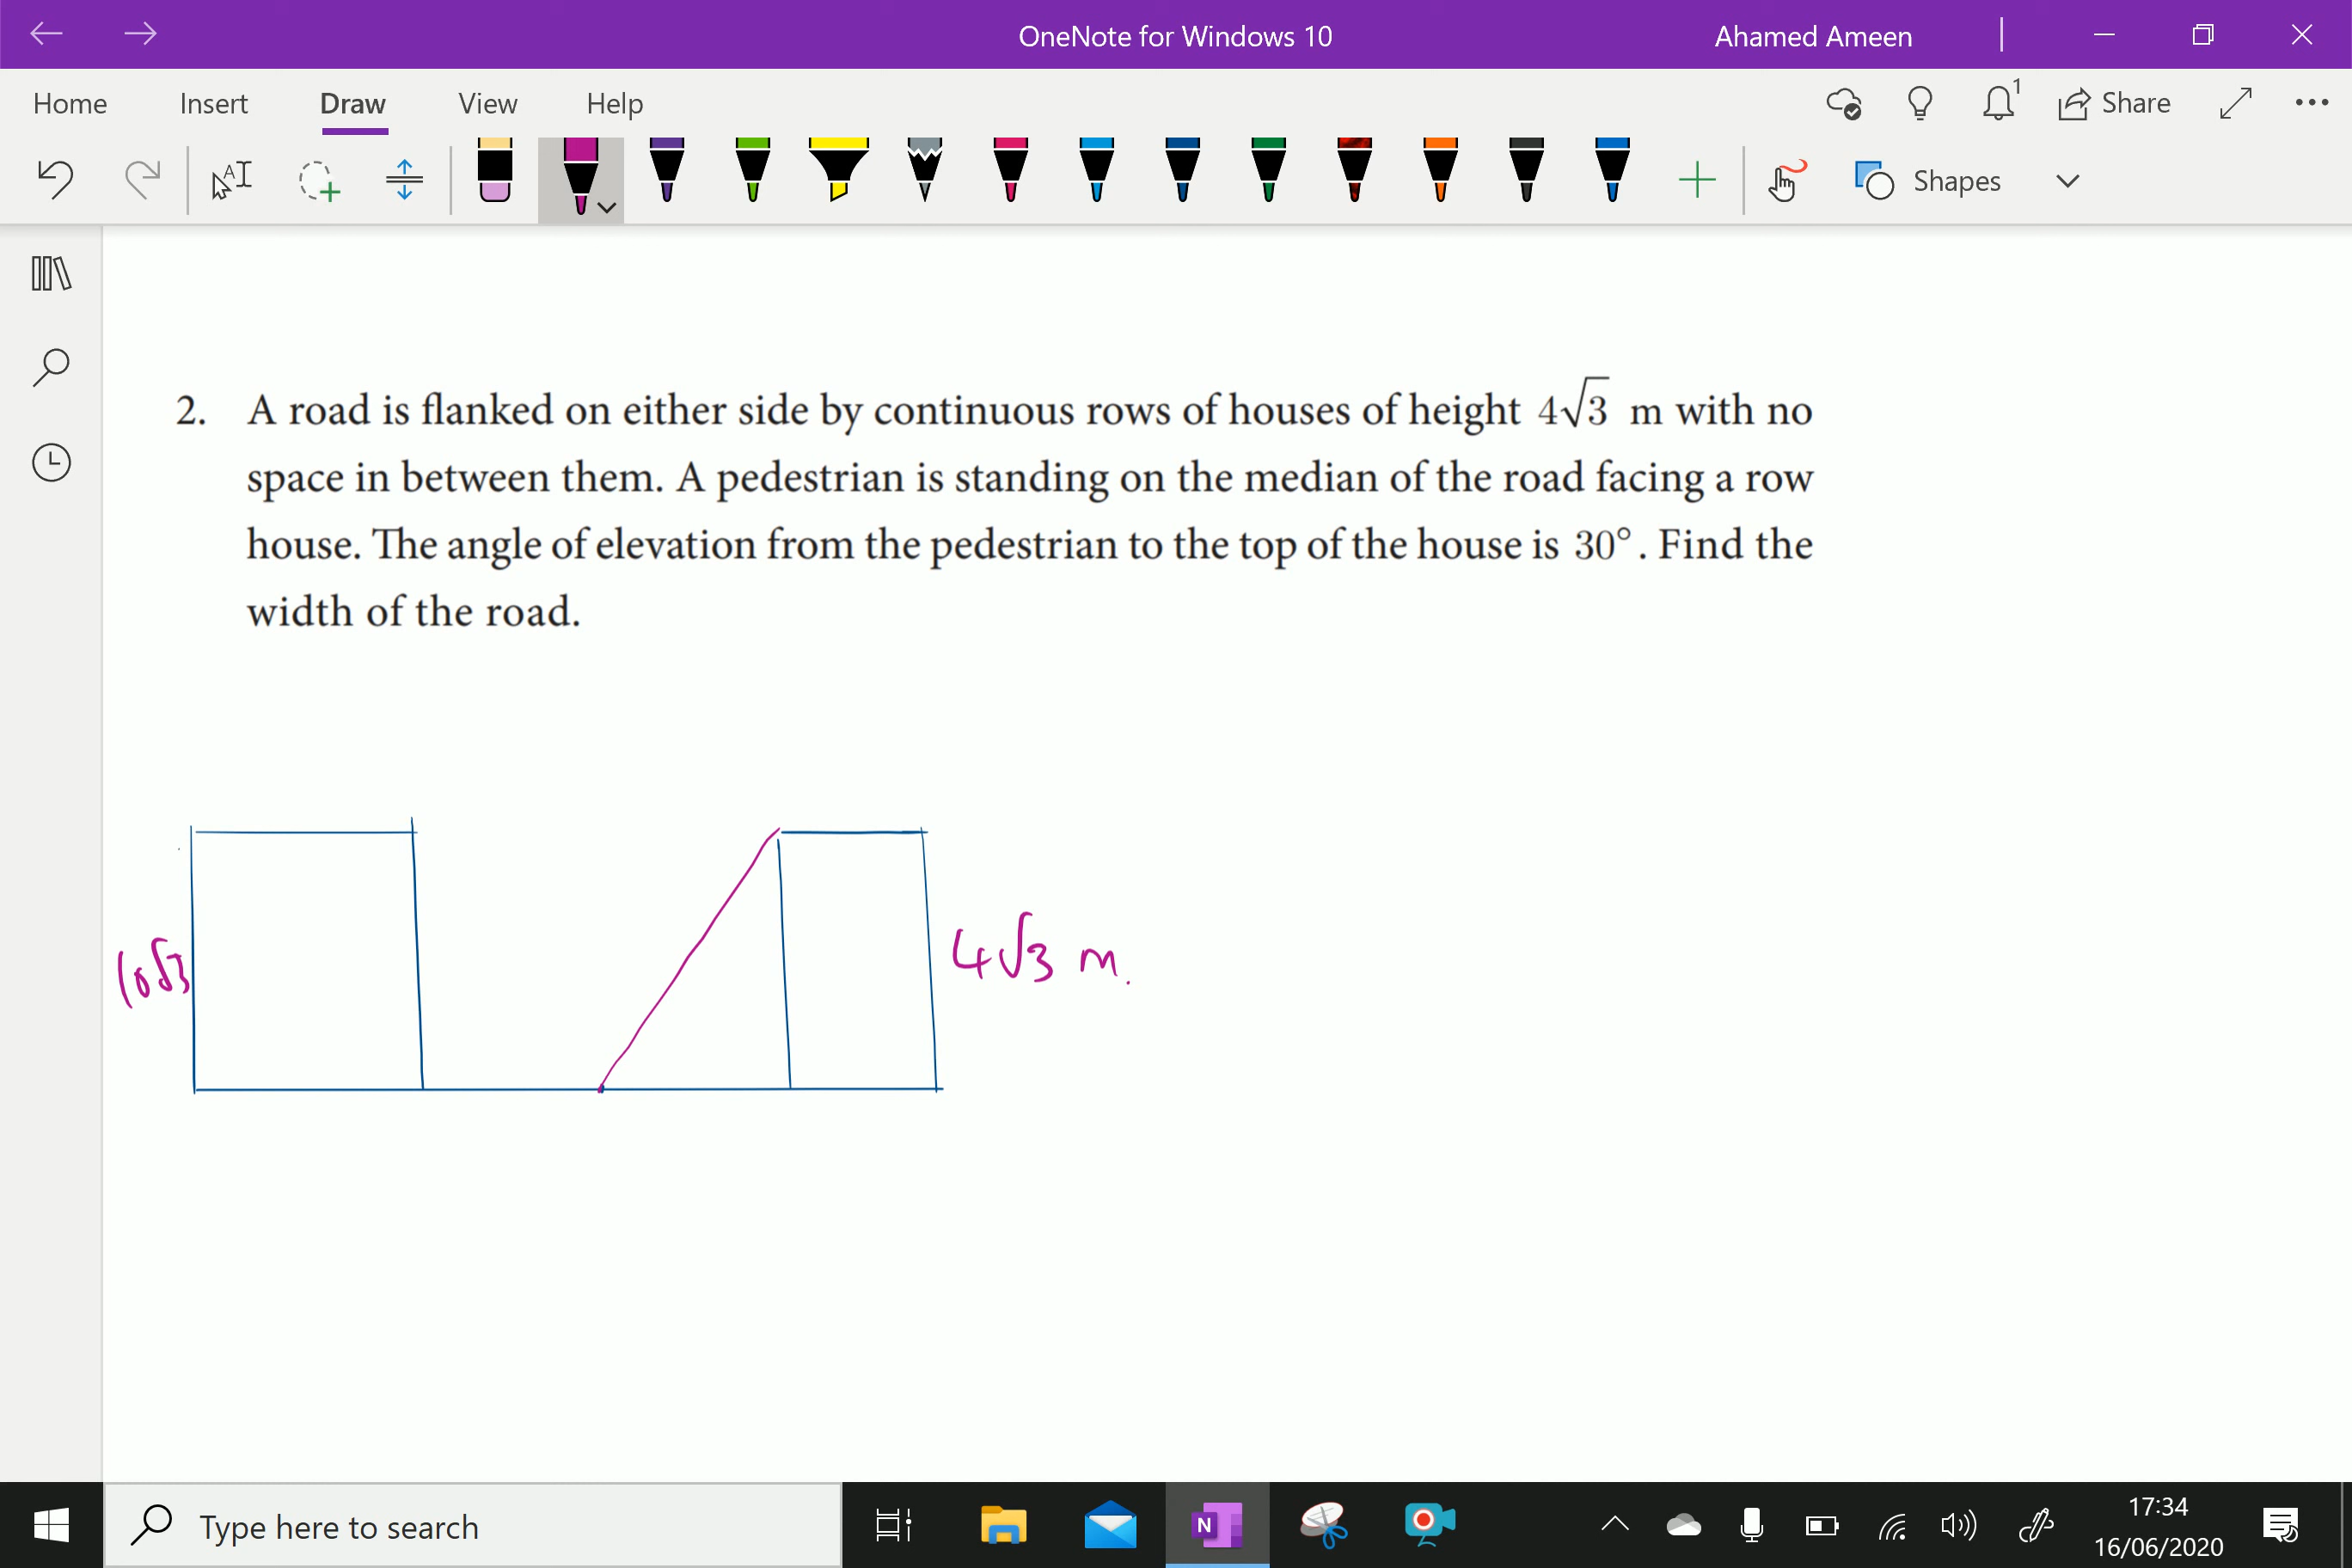 OneNote for Windows 10
Ahamed Ameen
Home Insert Draw View Help
1 Share
Shapes
2. A road is flanked on either side by continuous rows of houses of height 4√3 m with no
space in between them. A pedestrian is standing on the median of the road facing a row
house. The angle of elevation from the pedestrian to the top of the house is 30°. Find the
width of the road.
4√3 m.
Type here to search
N
17:34
16/06/2020